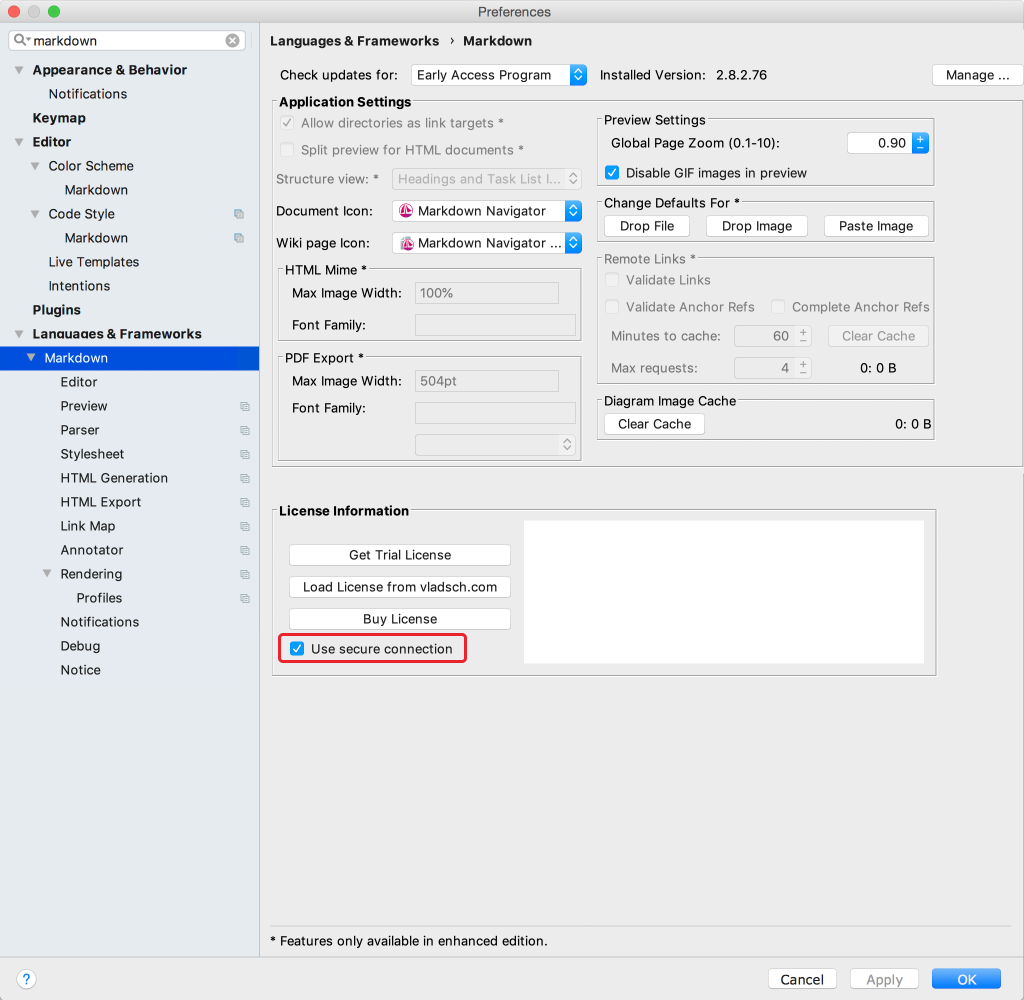 Preferences
markdown
Appearance & Behavior
Notifications
Keymap
Editor
Color Scheme
Markdown
Code Style
Markdown
Live Templates
Intentions
Plugins
Languages & Frameworks
Markdown
Editor
Preview
Parser
Stylesheet
HTML Generation
HTML Export
Link Map
Annotator
Rendering
Profiles
Notifications
Debug
Notice
Languages & Frameworks › Markdown
Check updates for: Early Access Program Installed Version: 2.8.2.76 Manage ...
Application Settings
Allow directories as link targets *
Split preview for HTML documents *
Structure view: * Headings and Task List I...
Document Icon: Markdown Navigator
Wiki page Icon: Markdown Navigator ...
HTML Mime *
Max Image Width: 100%
Font Family:
PDF Export *
Max Image Width: 504pt
Font Family:
Preview Settings
Global Page Zoom (0.1-10): 0.90
Disable GIF images in preview
Change Defaults For *
Drop File Drop Image Paste Image
Remote Links *
Validate Links
Validate Anchor Refs Complete Anchor Refs
Minutes to cache: 60 Clear Cache
Max requests: 4 0: 0 B
Diagram Image Cache
Clear Cache 0: 0 B
License Information
Get Trial License
Load License from vladsch.com
Buy License
Use secure connection
* Features only available in enhanced edition.
? Cancel Apply OK